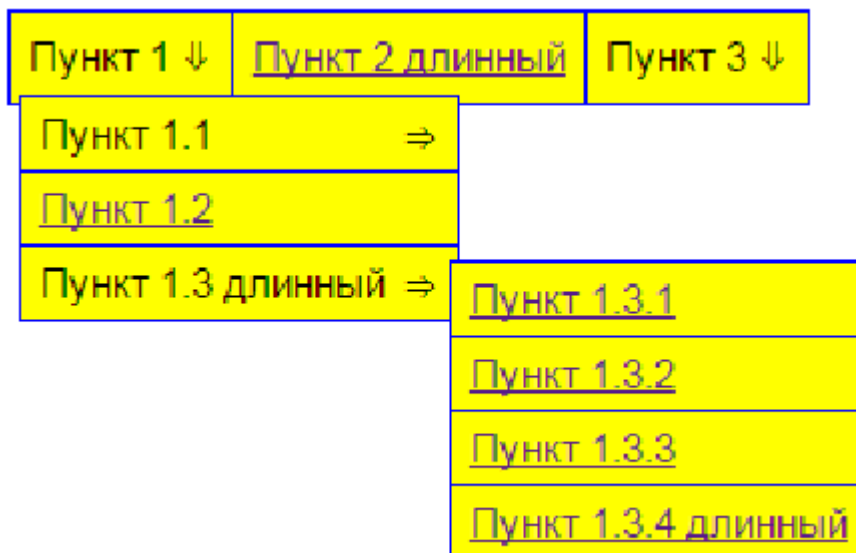 Пункт 1 ⇓ Пункт 2 длинный Пункт 3 ⇓
Пункт 1.1 ⇒
Пункт 1.2
Пункт 1.3 длинный ⇒
Пункт 1.3.1
Пункт 1.3.2
Пункт 1.3.3
Пункт 1.3.4 длинный